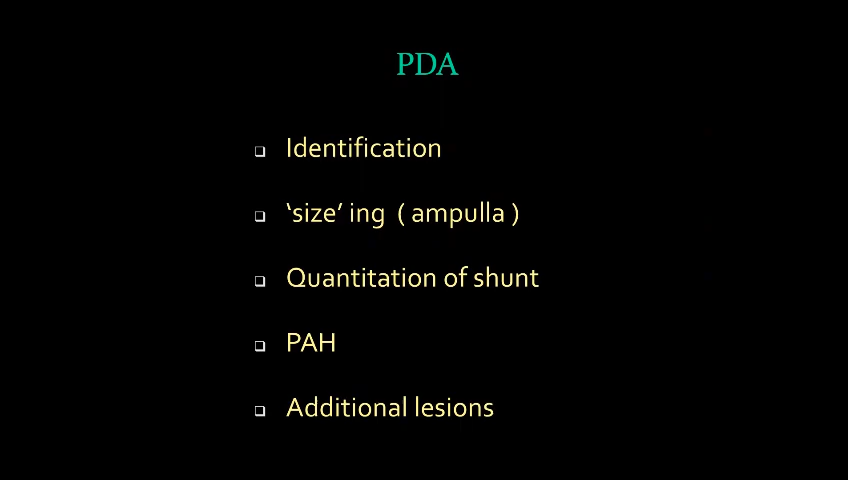 PDA
Identification
‘size’ ing ( ampulla )
Quantitation of shunt
PAH
Additional lesions